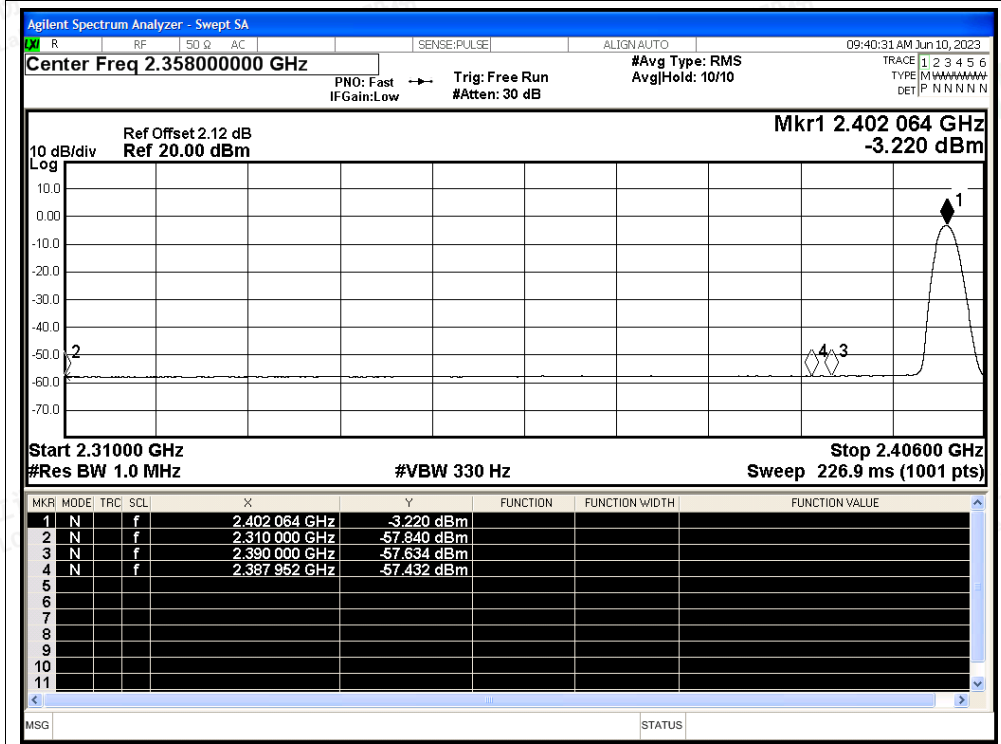 Agilent Spectrum Analyzer - Swept SA
LXI R RF 50 Ω AC SENSE:PULSE ALIGN AUTO 09:40:31 AM Jun 10, 2023
Center Freq 2.358000000 GHz
PNO: Fast
IFGain:Low
Trig: Free Run
#Atten: 30 dB
#Avg Type: RMS
Avg|Hold: 10/10
TRACE 1 2 3 4 5 6
TYPE M W W W W W
DET P N N N N N
Mkr1 2.402 064 GHz
-3.220 dBm
Ref Offset 2.12 dB
10 dB/div Ref 20.00 dBm
Log
10.0
0.00
-10.0
-20.0
-30.0
-40.0
-50.0
-60.0
-70.0
1
2
4 3
Start 2.31000 GHz Stop 2.40600 GHz
#Res BW 1.0 MHz #VBW 330 Hz Sweep 226.9 ms (1001 pts)
MKR MODE TRC SCL X Y FUNCTION FUNCTION WIDTH FUNCTION VALUE
1 N f 2.402 064 GHz -3.220 dBm
2 N f 2.310 000 GHz -57.840 dBm
3 N f 2.390 000 GHz -57.634 dBm
4 N f 2.387 952 GHz -57.432 dBm
5
6
7
8
9
10
11
MSG STATUS